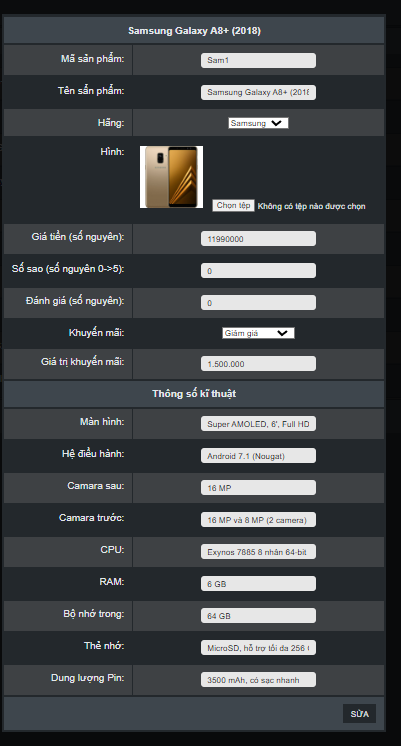 Samsung Galaxy A8+ (2018)
Mã sản phẩm: Sam1
Tên sẩn phẩm: Samsung Galaxy A8+ (2018
Hãng: Samsung
Hình:
Chọn tệp Không có tệp nào được chọn
Giá tiền (số nguyên): 11990000
Số sao (số nguyên 0->5): 0
Đánh giá (số nguyên): 0
Khuyến mãi: Giảm giá
Giá trị khuyến mãi: 1.500.000
Thông số kĩ thuật
Màn hình: Super AMOLED, 6', Full HD
Hệ điều hành: Android 7.1 (Nougat)
Camara sau: 16 MP
Camara trước: 16 MP và 8 MP (2 camera)
CPU: Exynos 7885 8 nhân 64-bit
RAM: 6 GB
Bộ nhớ trong: 64 GB
Thẻ nhớ: MicroSD, hỗ trợ tối đa 256
Dung lượng Pin: 3500 mAh, có sạc nhanh
SỬA